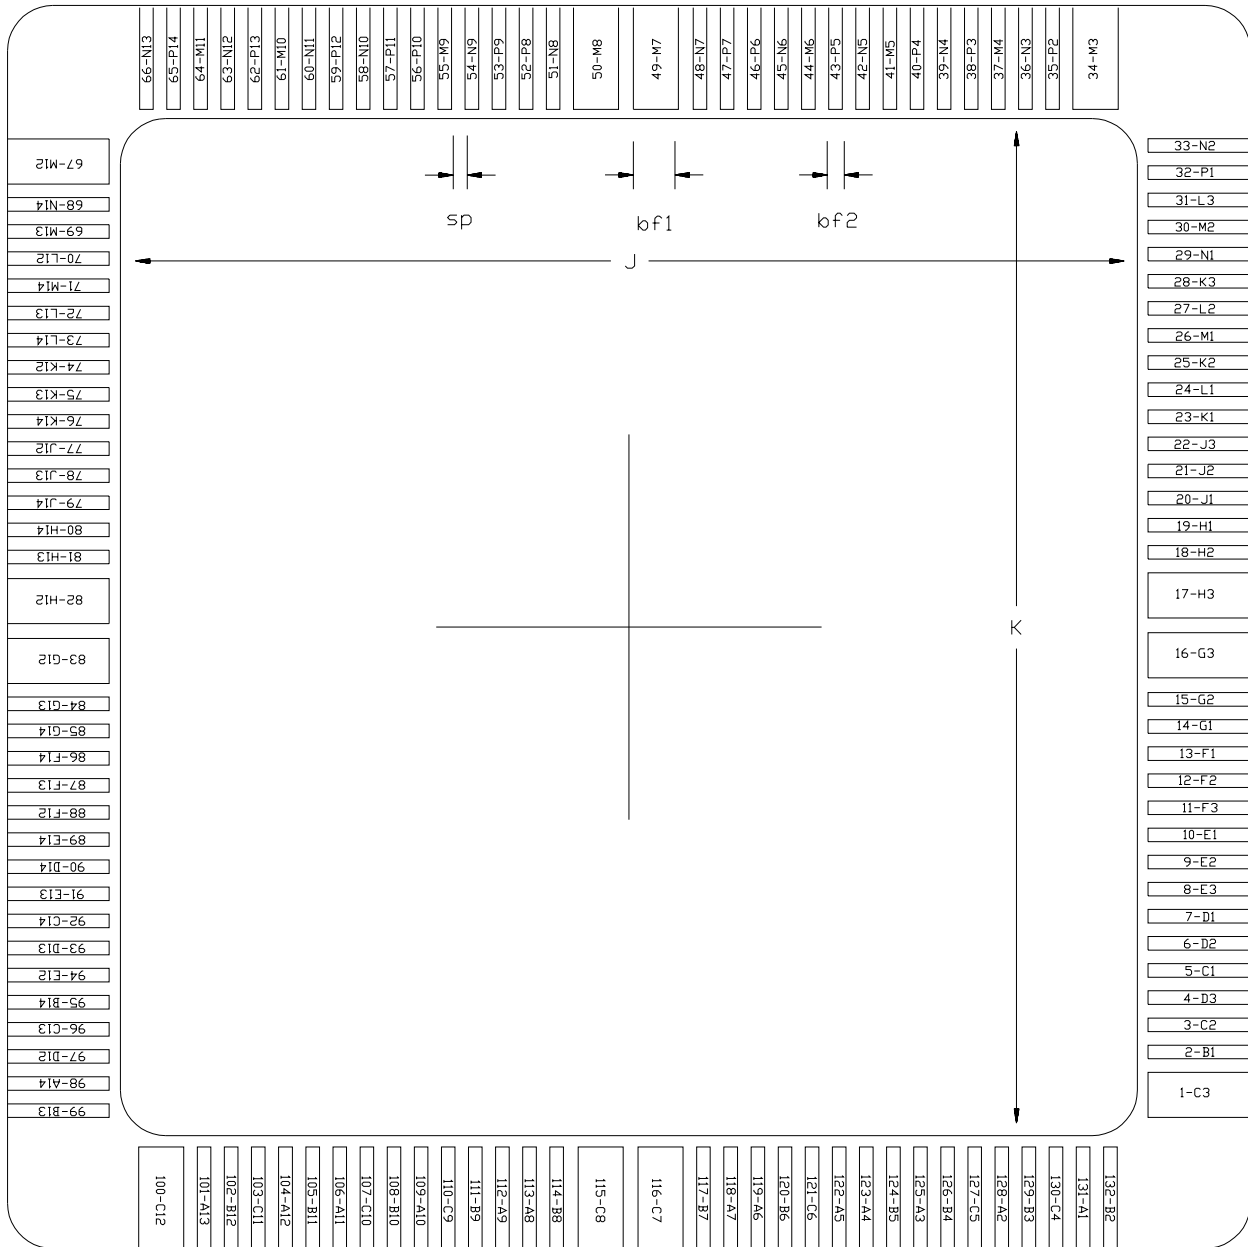 66-N13
65-P14
64-M11
63-N12
62-P13
61-M10
60-N11
59-P12
58-N10
57-P11
56-P10
55-M9
54-N9
53-P9
52-P8
51-N8
50-M8
49-M7
48-N7
47-P7
46-P6
45-N6
44-M6
43-P5
42-N5
41-M5
40-P4
39-N4
38-P3
37-M4
36-N3
35-P2
34-M3
67-M12
68-N14
69-M13
70-L12
71-M14
72-L13
73-L14
74-K12
75-K13
76-K14
77-J12
78-J13
79-J14
80-H14
81-H13
82-H12
83-G12
84-G13
85-G14
86-F14
87-F13
88-F12
89-E14
90-D14
91-E13
92-C14
93-D13
94-E12
95-B14
96-C13
97-D12
98-A14
99-B13
sp
bf1
bf2
J
K
33-N2
32-P1
31-L3
30-M2
29-N1
28-K3
27-L2
26-M1
25-K2
24-L1
23-K1
22-J3
21-J2
20-J1
19-H1
18-H2
17-H3
16-G3
15-G2
14-G1
13-F1
12-F2
11-F3
10-E1
9-E2
8-E3
7-D1
6-D2
5-C1
4-D3
3-C2
2-B1
1-C3
100-C12
101-A13
102-B12
103-C11
104-A12
105-B11
106-A11
107-C10
108-B10
109-A10
110-C9
111-B9
112-A9
113-A8
114-B8
115-C8
116-C7
117-B7
118-A7
119-A6
120-B6
121-C6
122-A5
123-A4
124-B5
125-A3
126-B4
127-C5
128-A2
129-B3
130-C4
131-A1
132-B2